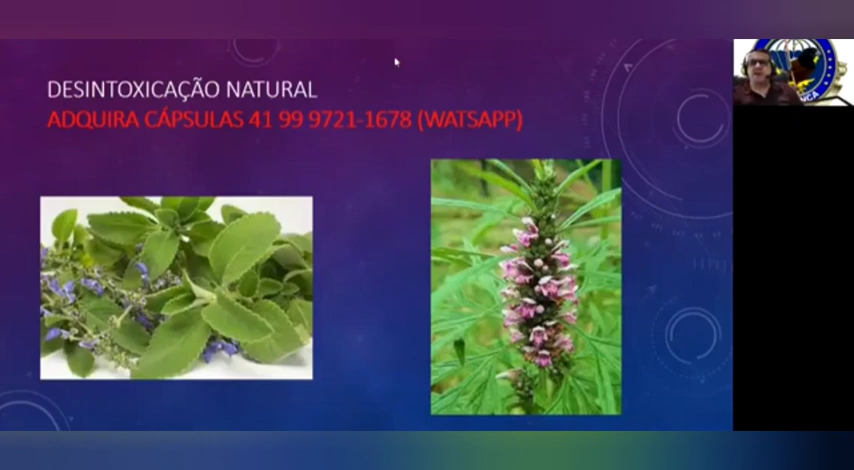 DESINTOXICAÇÃO NATURAL
ADQUIRA CÁPSULAS 41 99 9721-1678 (WATSAPP)